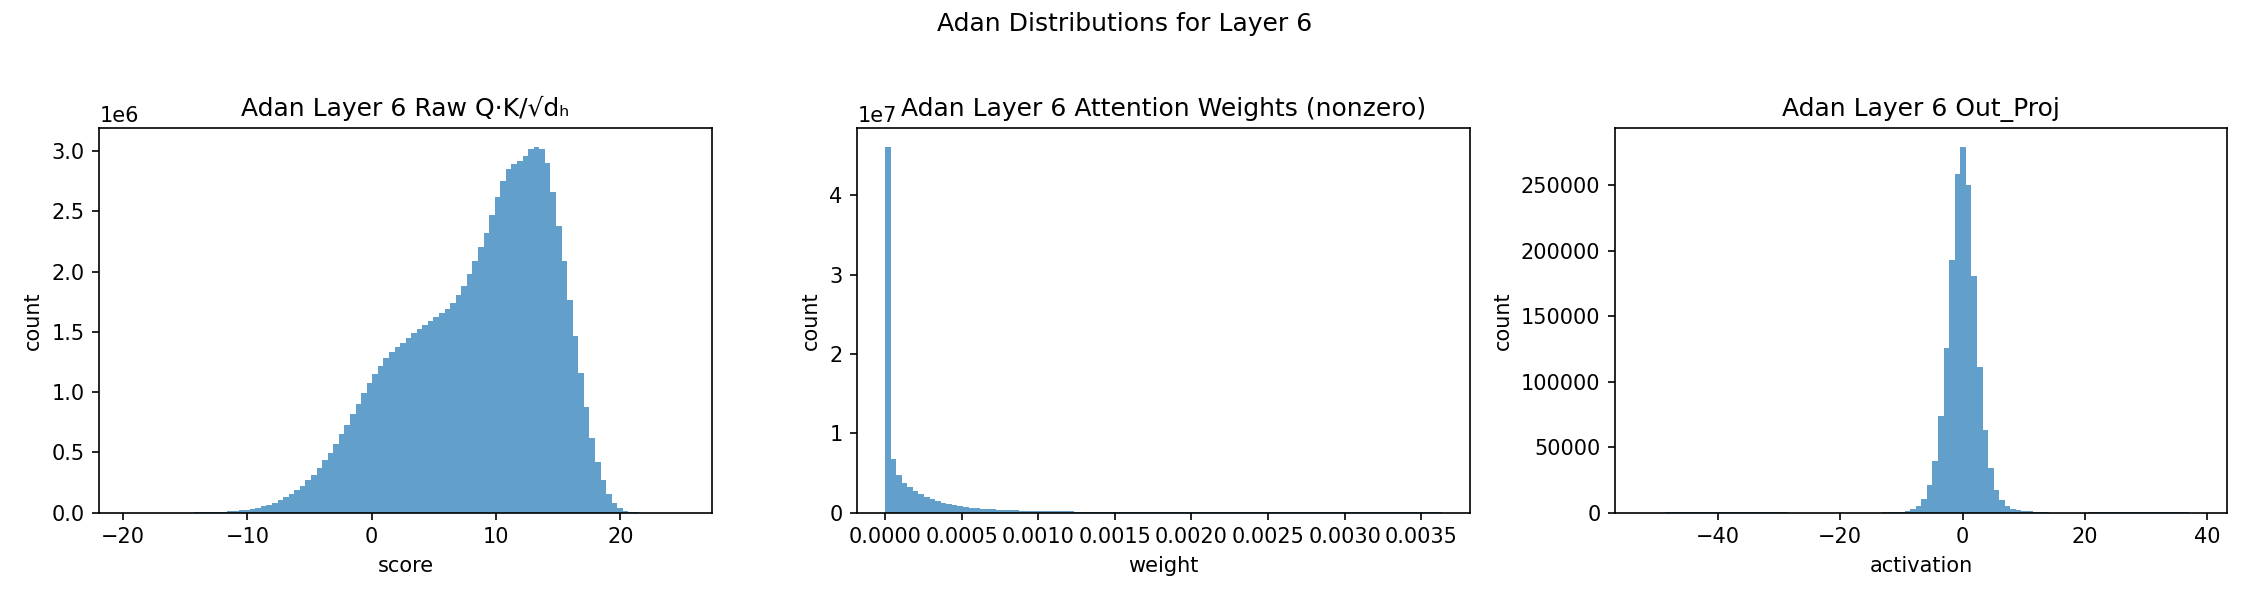 Adan Distributions for Layer 6
Adan Layer 6 Raw Q·K/√dₕ
1e6
3.0
2.5
2.0
1.5
1.0
0.5
0.0
count
−20 −10 0 10 20
score
Adan Layer 6 Attention Weights (nonzero)
1e7
4
3
2
1
0
count
0.0000 0.0005 0.0010 0.0015 0.0020 0.0025 0.0030 0.0035
weight
Adan Layer 6 Out_Proj
250000
200000
150000
100000
50000
0
count
−40 −20 0 20 40
activation